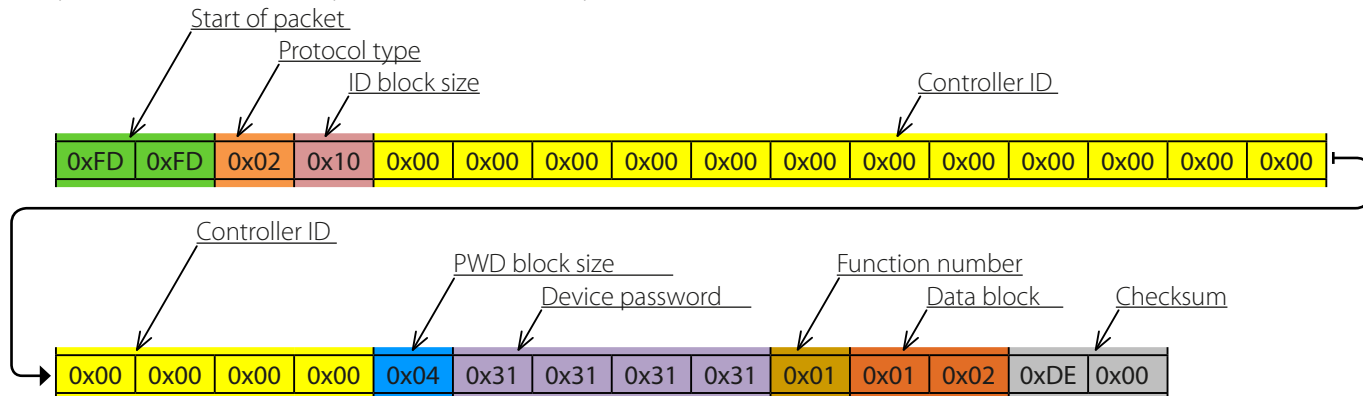 Start of packet
Protocol type
ID block size
Controller ID
0xFD 0xFD 0x02 0x10 0x00 0x00 0x00 0x00 0x00 0x00 0x00 0x00 0x00 0x00 0x00 0x00
Controller ID
PWD block size
Function number
Device password
Data block
Checksum
0x00 0x00 0x00 0x00 0x04 0x31 0x31 0x31 0x31 0x01 0x01 0x02 0xDE 0x00